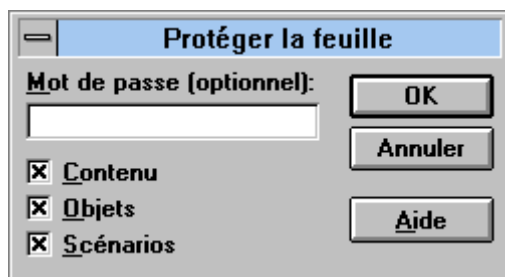 Protéger la feuille
Mot de passe (optionnel):
OK
Annuler
Contenu
Objets
Scénarios
Aide